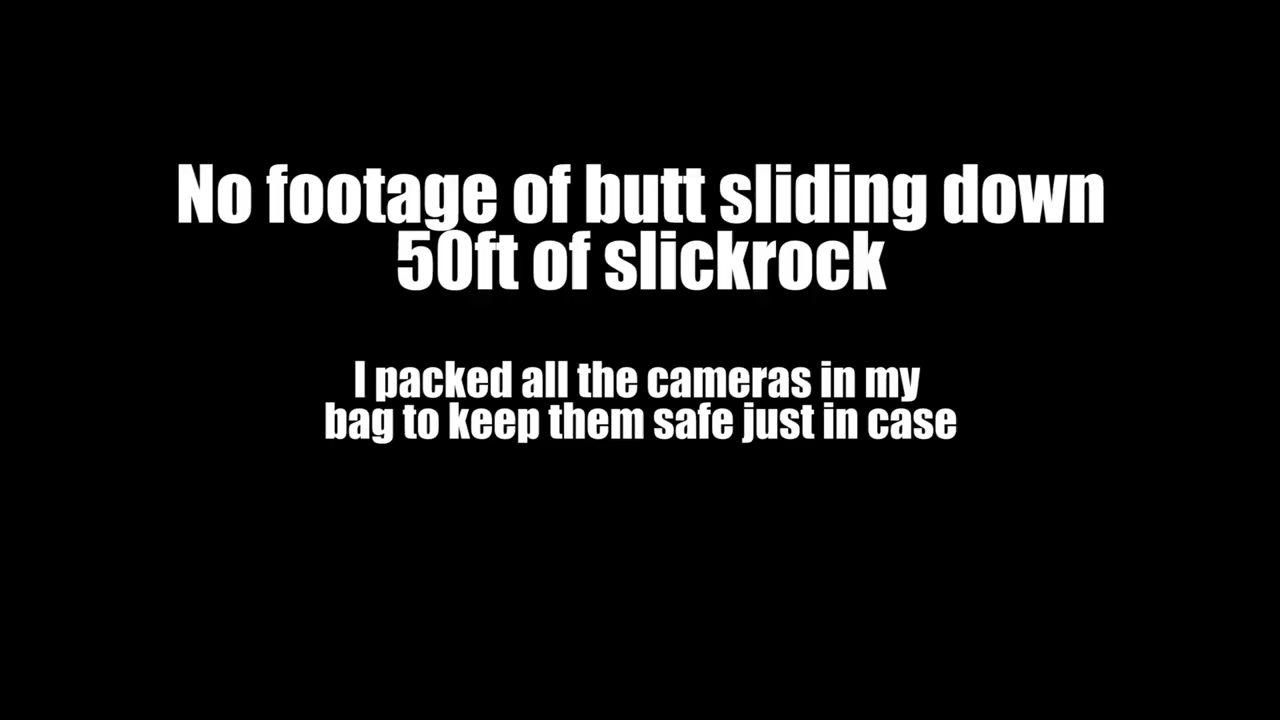 No footage of butt sliding down
50ft of slickrock
I packed all the cameras in my
bag to keep them safe just in case